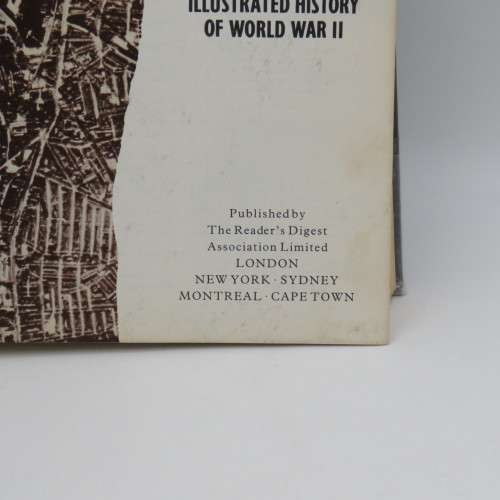 ILLUSTRATED HISTORY
OF WORLD WAR II
Published by
The Reader's Digest
Association Limited
LONDON
NEW YORK · SYDNEY
MONTREAL · CAPE TOWN